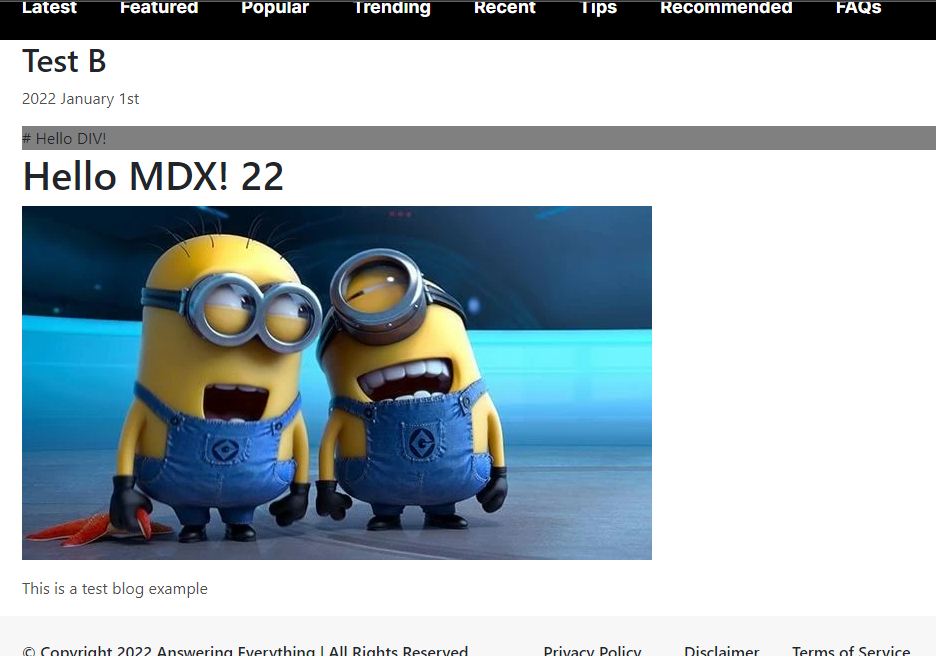 Latest Featured Popular Trending Recent Tips Recommended FAQs
Test B
2022 January 1st
# Hello DIV!
Hello MDX! 22
This is a test blog example
© Copyright 2022 Answering Everything | All Rights Reserved Privacy Policy Disclaimer Terms of Service